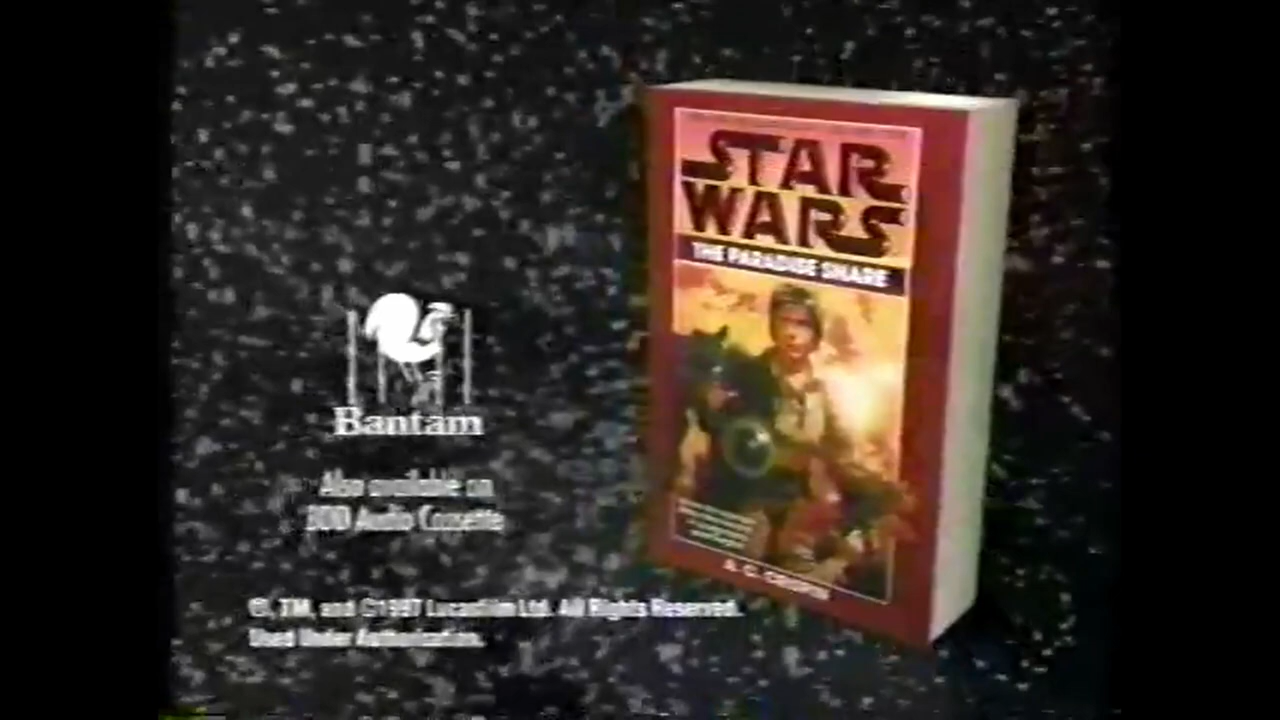 STAR
WARS
THE PARADISE SNARE
A. C. CRISPIN
Bantam
Also available on
BDD Audio Cassette
®, TM, and ©1997 Lucasfilm Ltd. All Rights Reserved.
Used Under Authorization.